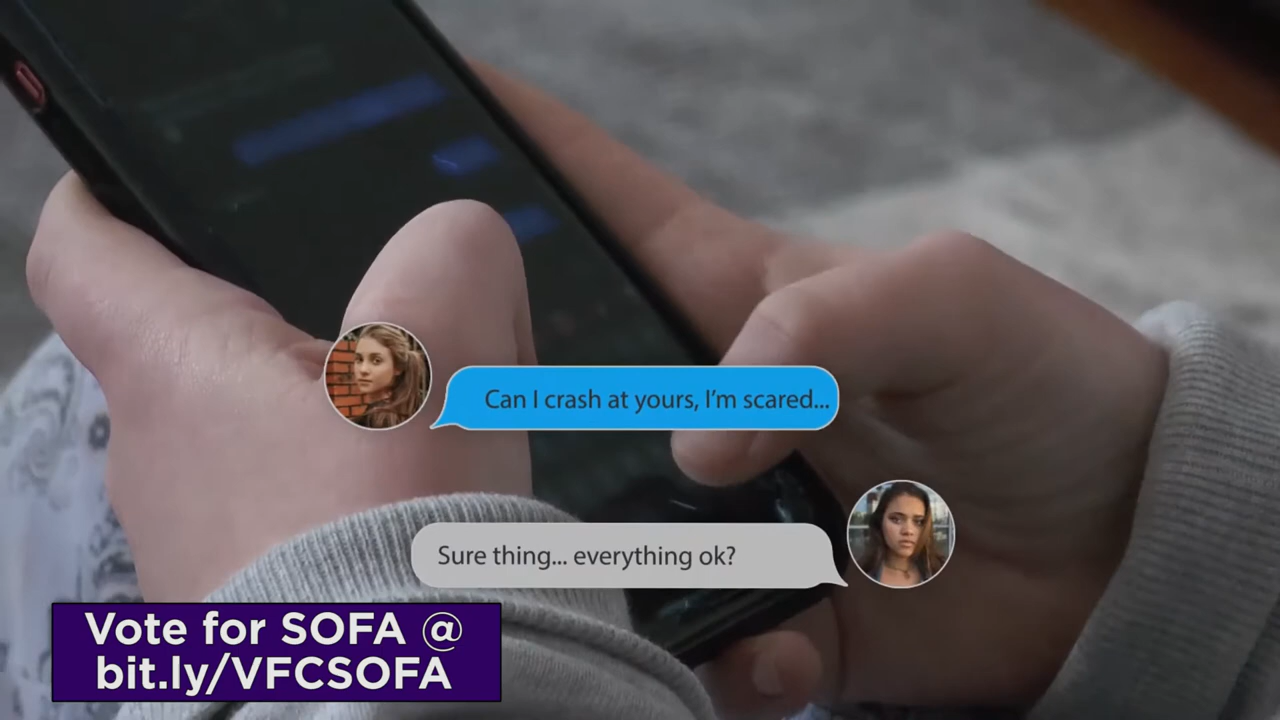 Can I crash at yours, I'm scared...
Sure thing... everything ok?
Vote for SOFA @
bit.ly/VFCSOFA